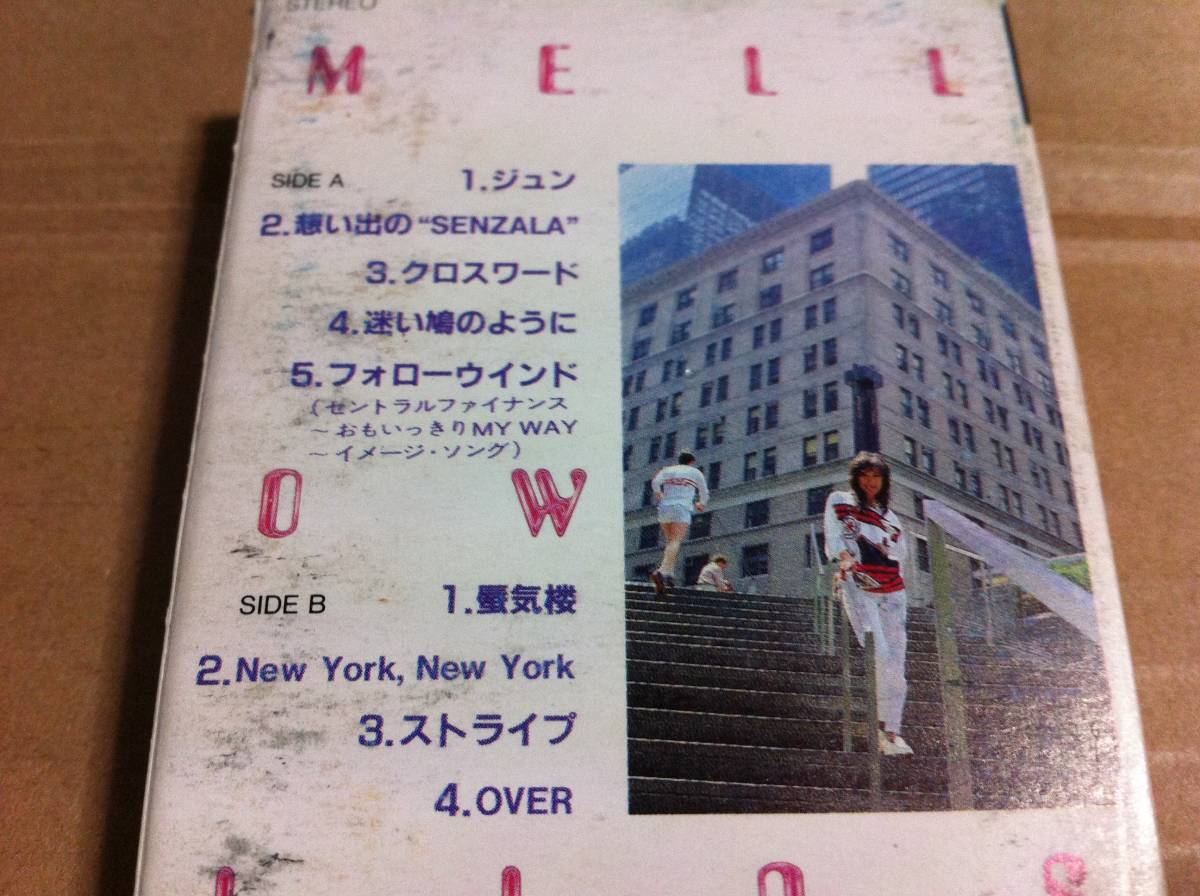 STEREO
M E L L
SIDE A 1.ジュン
2.想い出の“SENZALA”
3.クロスワード
4.迷い鳩のように
5.フォローウインド
(セントラルファイナンス
～おもいっきりMY WAY
～イメージ・ソング)
O W
SIDE B 1.蜃気楼
2.New York, New York
3.ストライプ
4.OVER